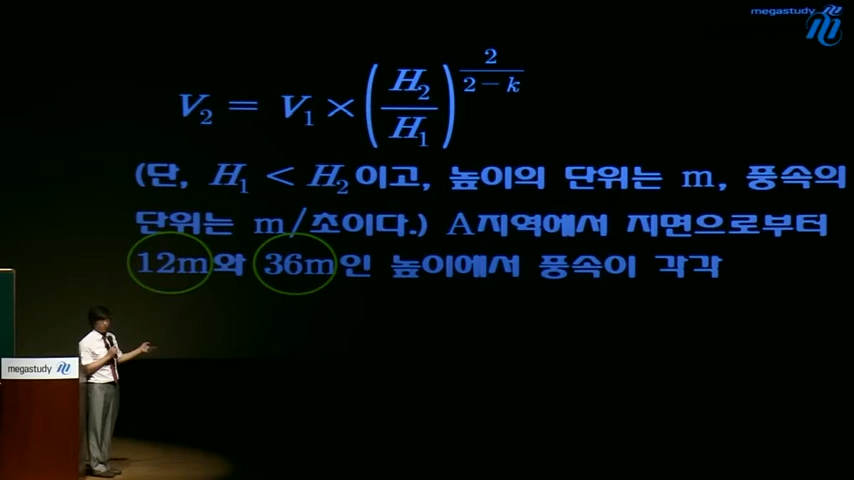 megastudy
V₂ = V₁ × (H₂/H₁)^(2/(2-k))
(단, H₁ < H₂이고, 높이의 단위는 m, 풍속의
단위는 m/초이다.) A지역에서 지면으로부터
12m와 36m인 높이에서 풍속이 각각
megastudy